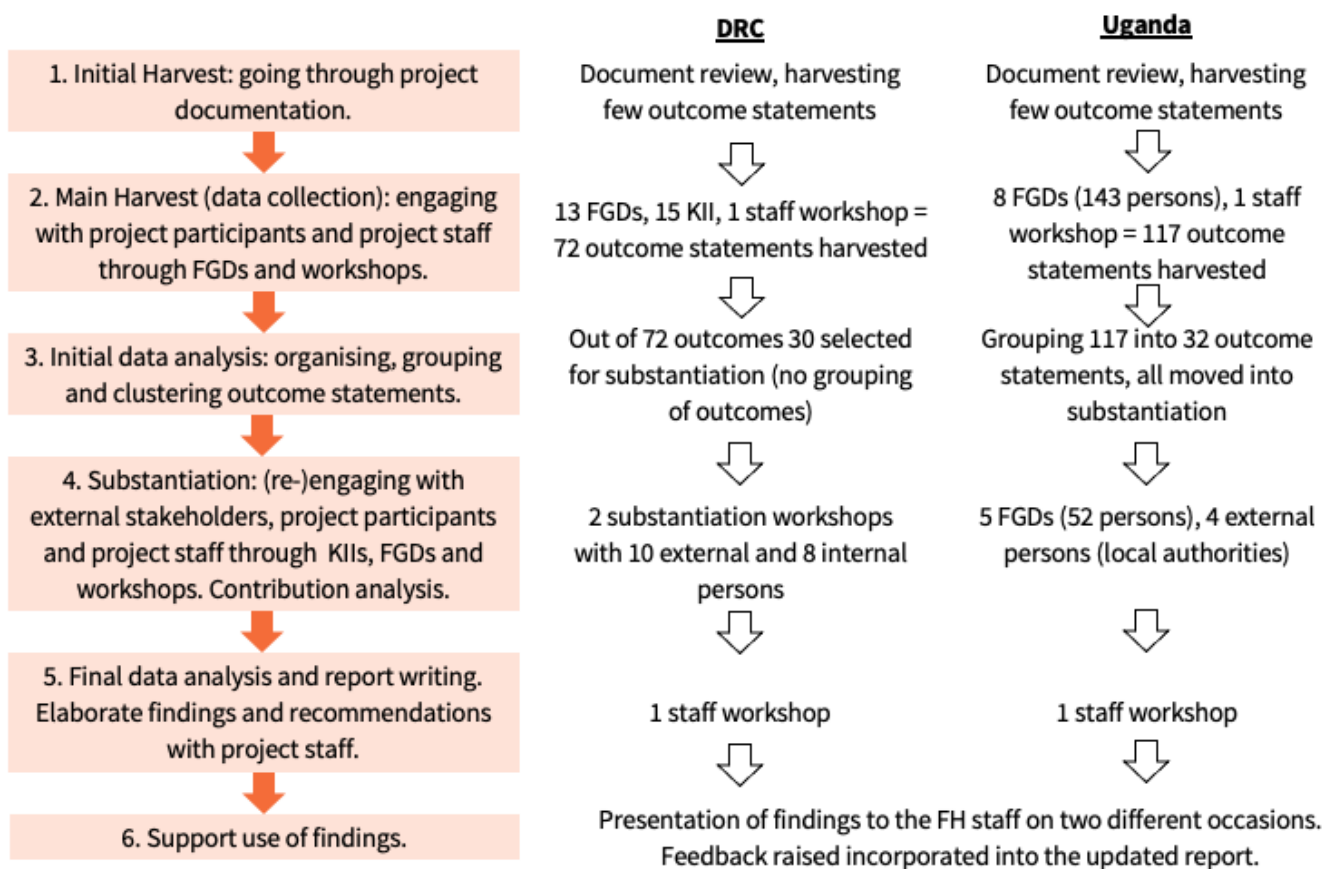 DRC
Uganda
1. Initial Harvest: going through project
documentation.
Document review, harvesting
few outcome statements
Document review, harvesting
few outcome statements
2. Main Harvest (data collection): engaging
with project participants and project staff
through FGDs and workshops.
13 FGDs, 15 KII, 1 staff workshop =
72 outcome statements harvested
8 FGDs (143 persons), 1 staff
workshop = 117 outcome
statements harvested
3. Initial data analysis: organising, grouping
and clustering outcome statements.
Out of 72 outcomes 30 selected
for substantiation (no grouping
of outcomes)
Grouping 117 into 32 outcome
statements, all moved into
substantiation
4. Substantiation: (re-)engaging with
external stakeholders, project participants
and project staff through KIIs, FGDs and
workshops. Contribution analysis.
2 substantiation workshops
with 10 external and 8 internal
persons
5 FGDs (52 persons), 4 external
persons (local authorities)
5. Final data analysis and report writing.
Elaborate findings and recommendations
with project staff.
1 staff workshop
1 staff workshop
6. Support use of findings.
Presentation of findings to the FH staff on two different occasions.
Feedback raised incorporated into the updated report.